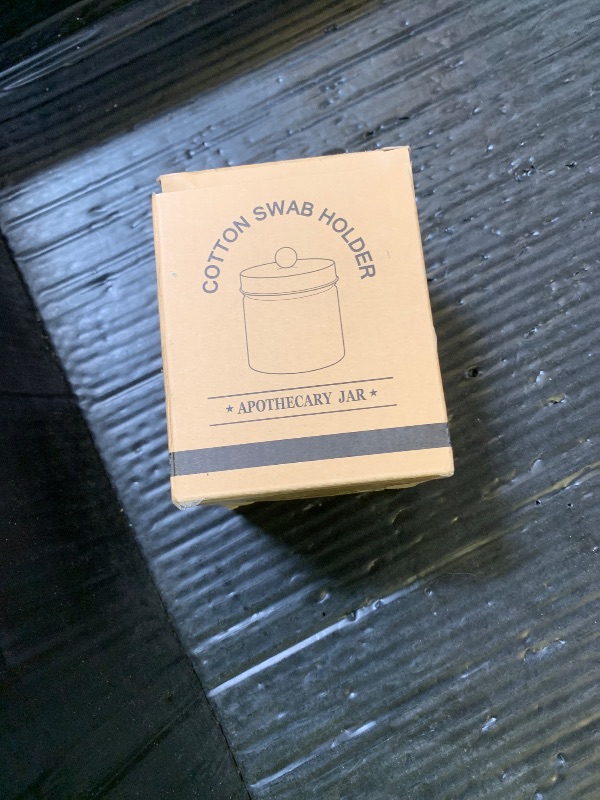 COTTON SWAB HOLDER
★ APOTHECARY JAR ★